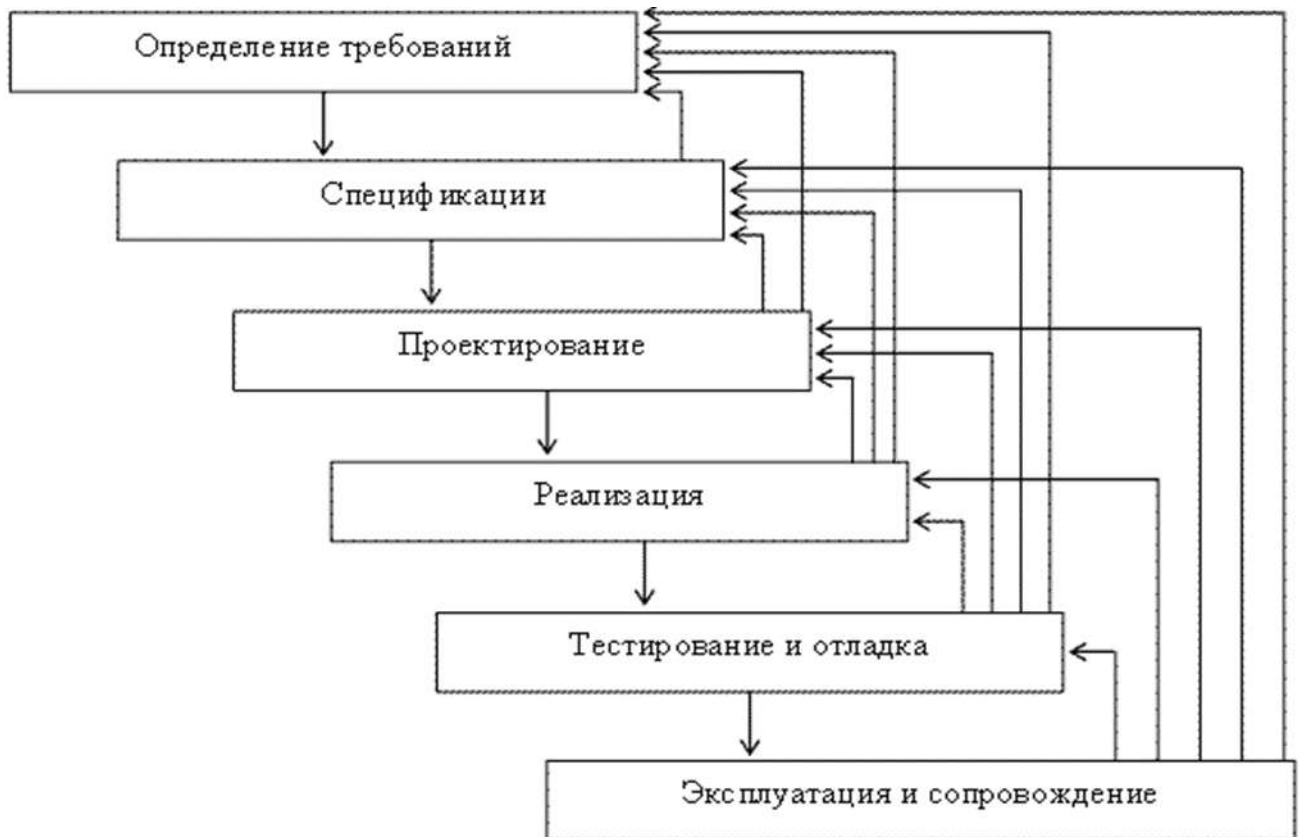 Определение требований
Спецификации
Проектирование
Реализация
Тестирование и отладка
Эксплуатация и сопровождение